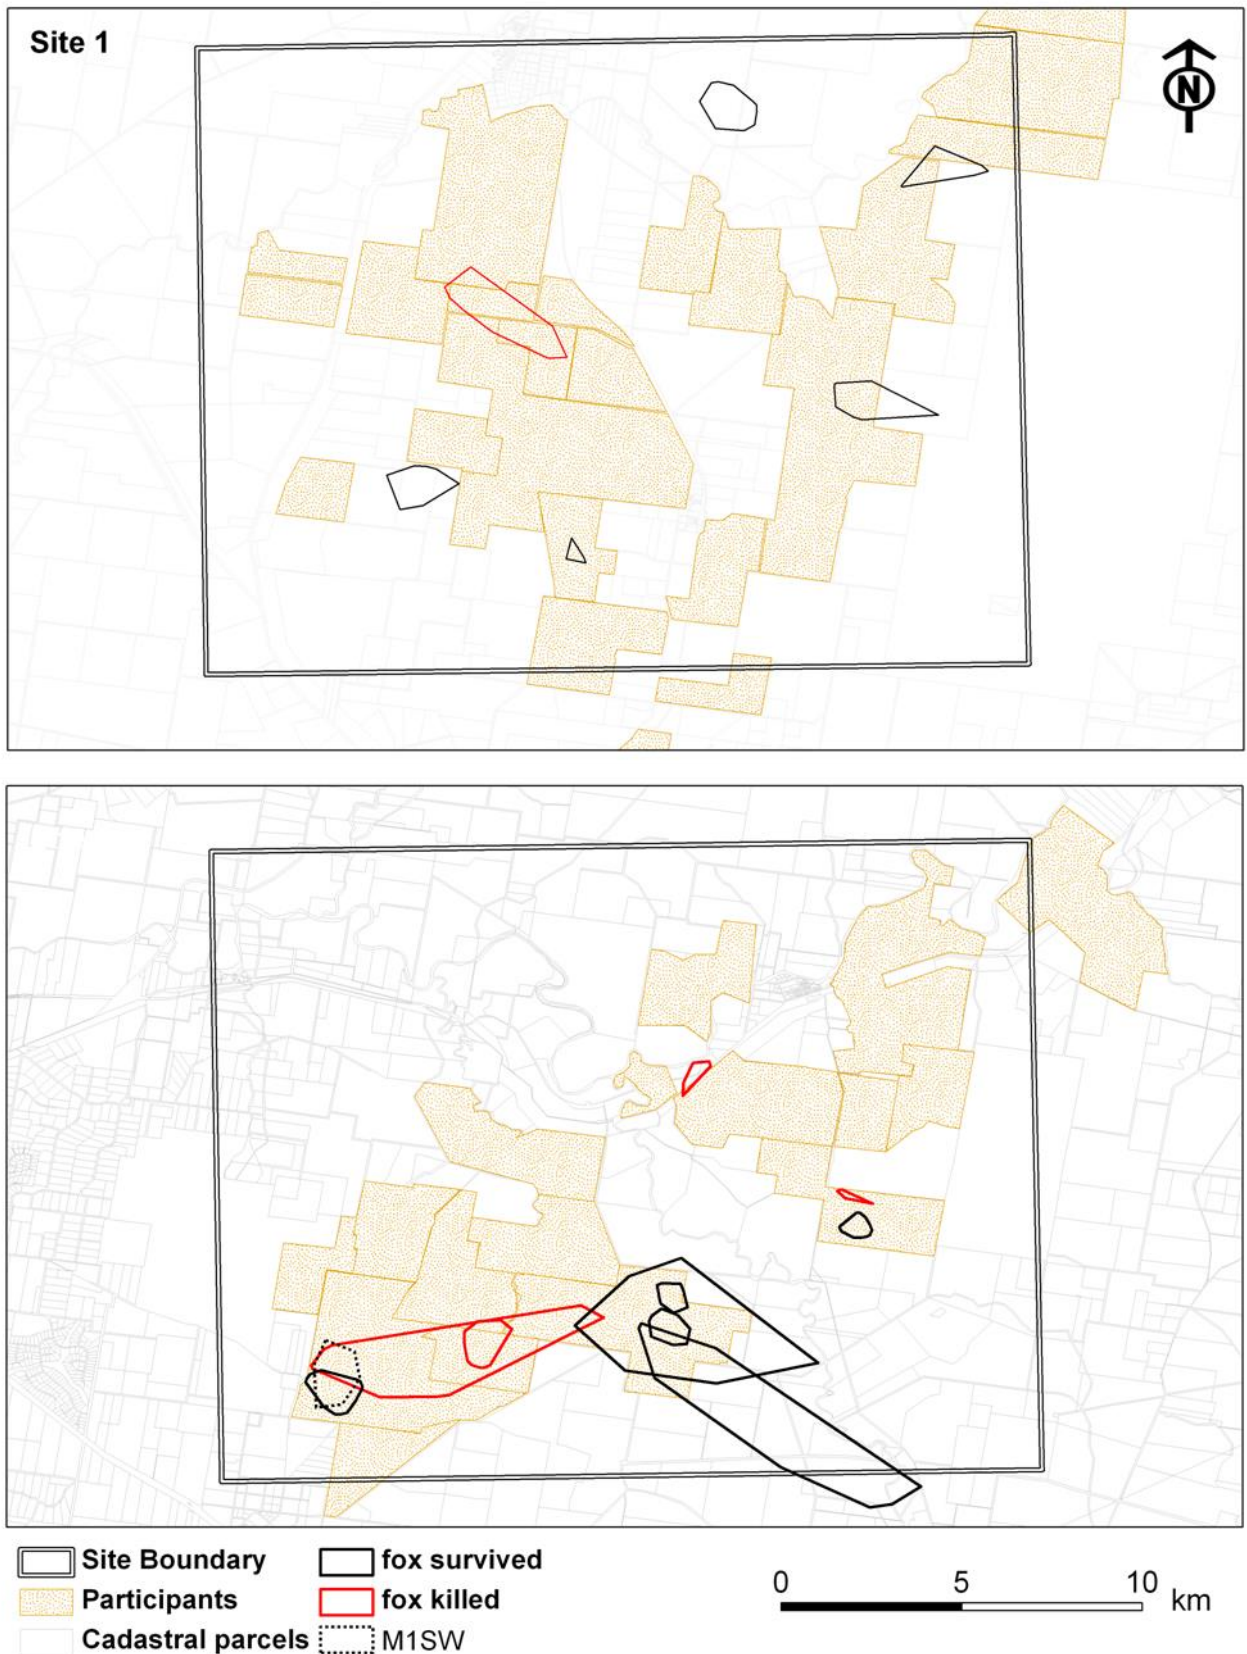 Site 1
N
Site Boundary
fox survived
Participants
fox killed
Cadastral parcels
M1SW
0 5 10 km